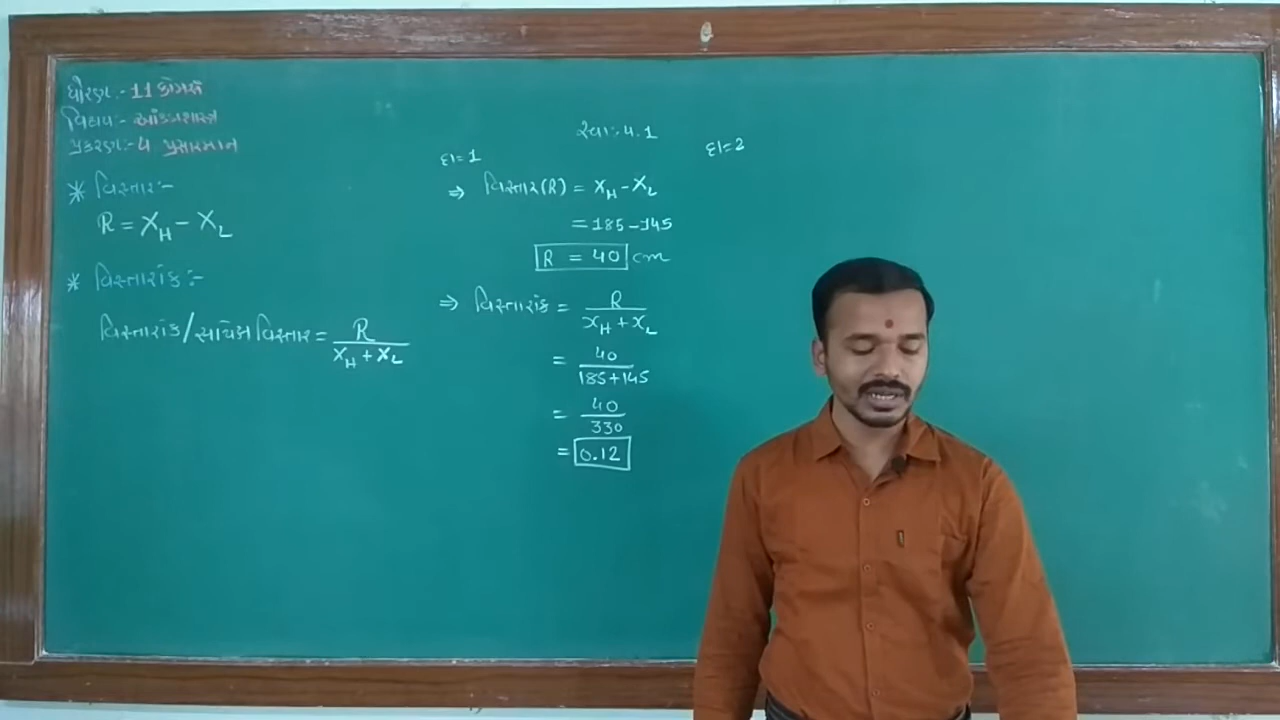 ધોરણ:- 11 કોમર્સ
વિષય:- આંકડાશાસ્ત્ર
પ્રકરણ:- 4 પ્રસારમાન
* વિસ્તાર:-
R = X_H - X_L
* વિસ્તારાંક:-
વિસ્તારાંક/સાપેક્ષ વિસ્તાર = R / (X_H + X_L)
સ્વા:- 4.1
દા=1
⇒ વિસ્તાર(R) = X_H - X_L
= 185 - 145
R = 40 cm
⇒ વિસ્તારાંક = R / (X_H + X_L)
= 40 / (185+145)
= 40 / 330
= 0.12
દા=2